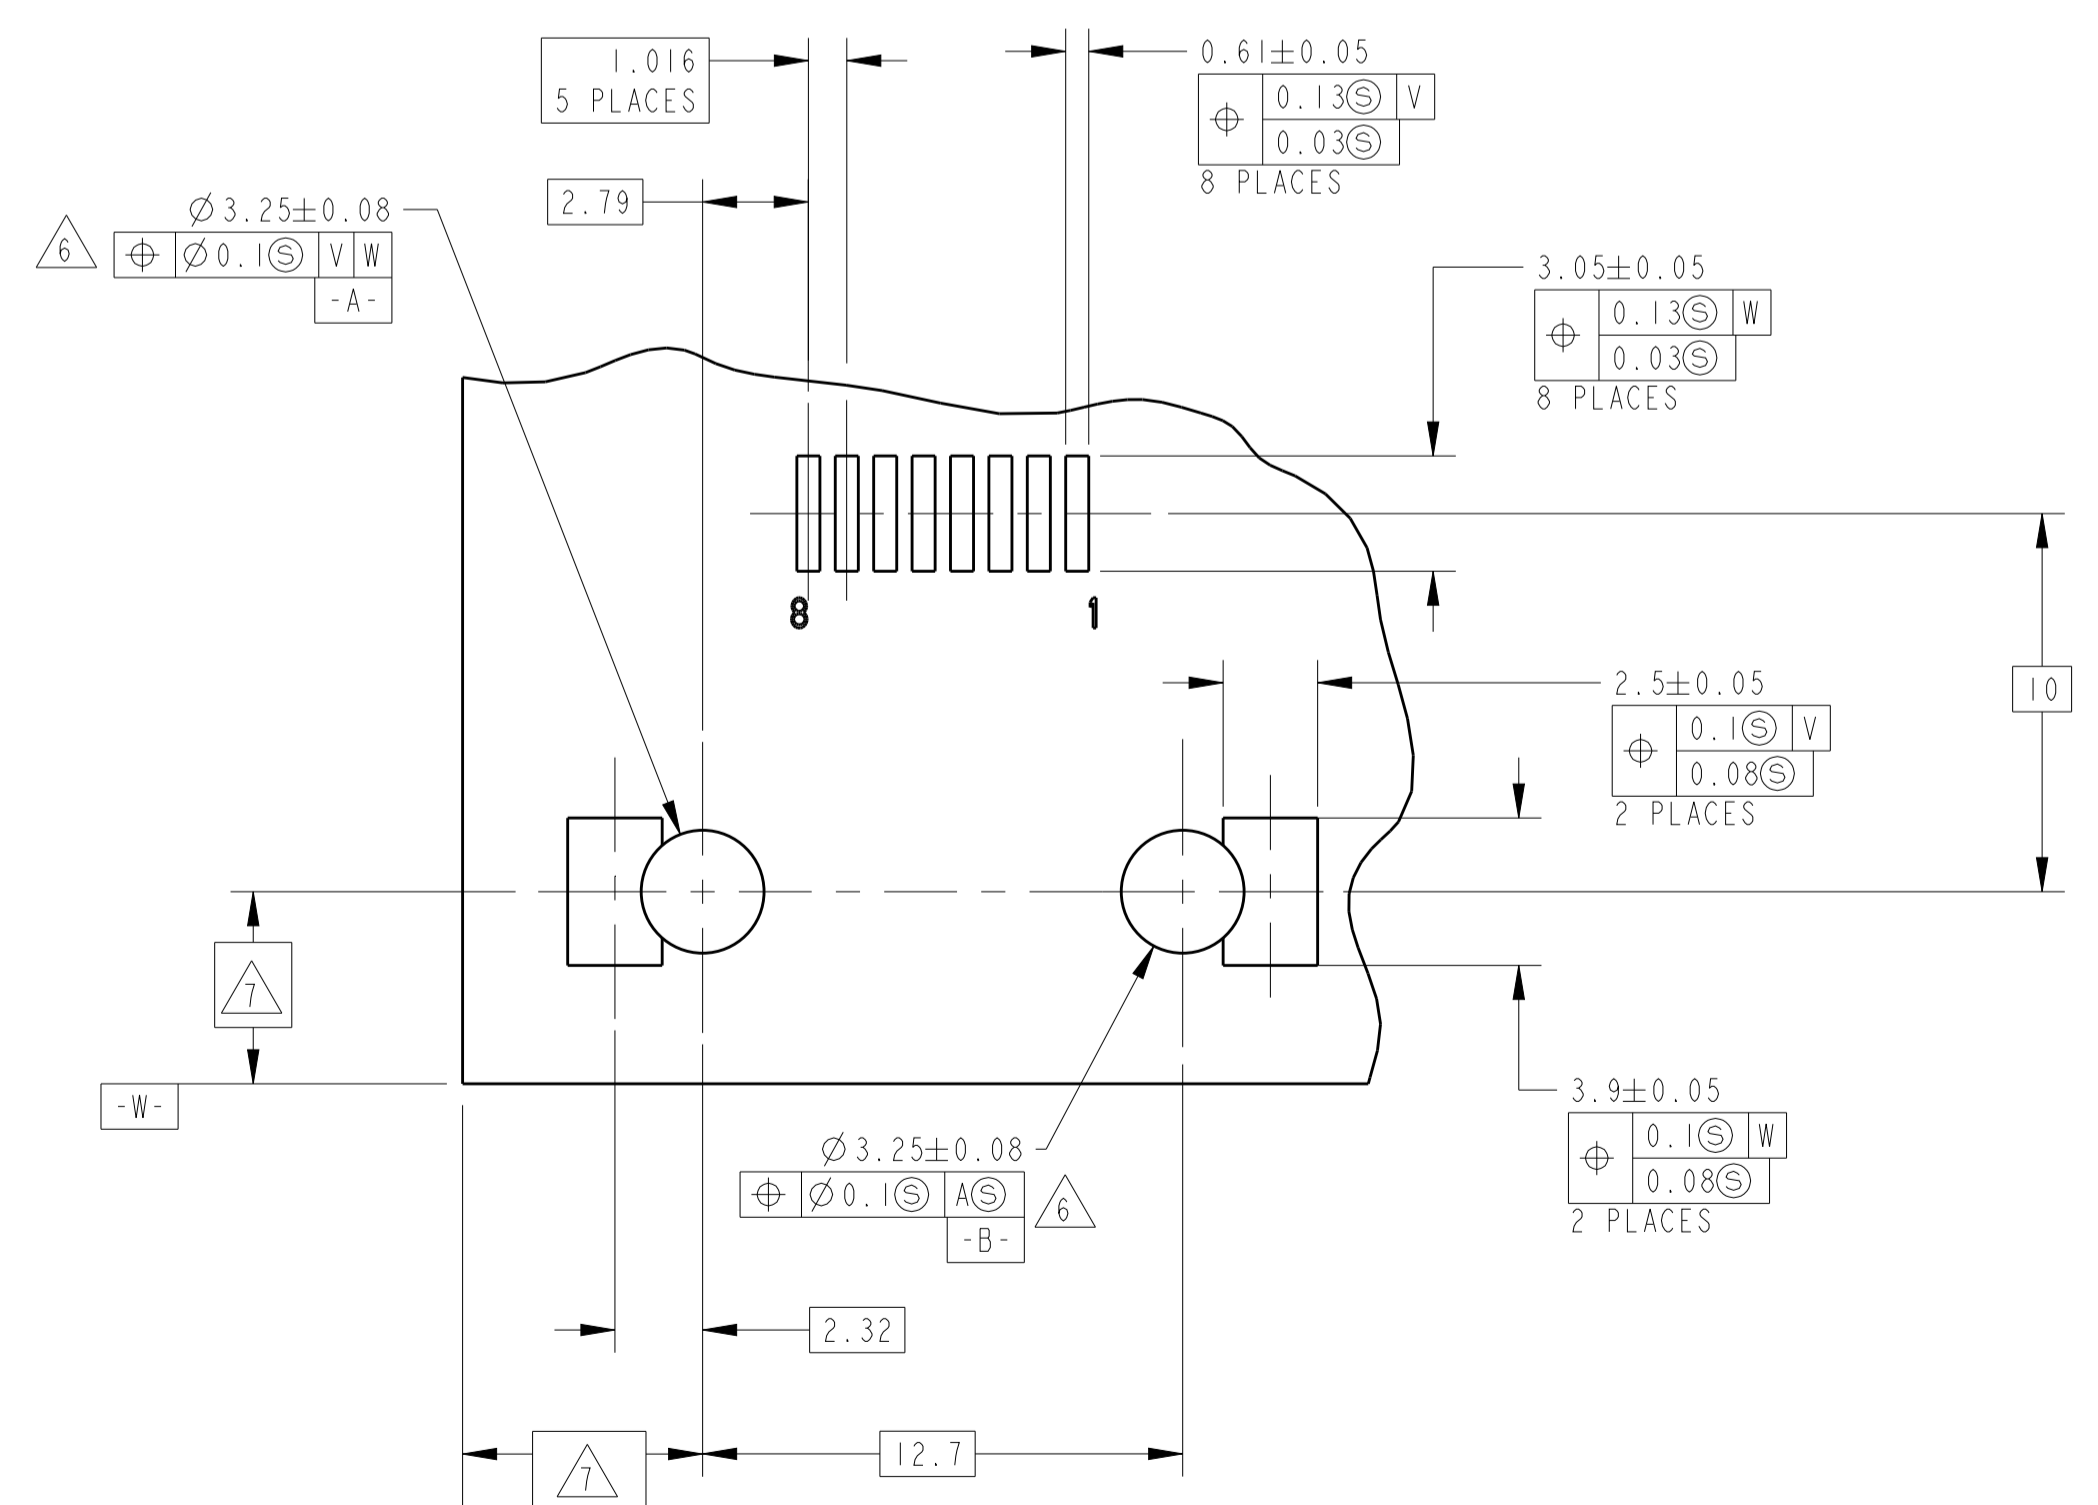 1.016
5 PLACES
0.61±0.05
0.13Ⓢ V
0.03Ⓢ
8 PLACES
2.79
6
Ø3.25±0.08
Ø0.1Ⓢ V W
-A-
3.05±0.05
0.13Ⓢ W
0.03Ⓢ
8 PLACES
8
1
2.5±0.05
0.1Ⓢ V
0.08Ⓢ
2 PLACES
10
7
-W-
3.9±0.05
0.1Ⓢ W
0.08Ⓢ
2 PLACES
Ø3.25±0.08
Ø0.1Ⓢ AⓈ
6
-B-
2.32
7
12.7